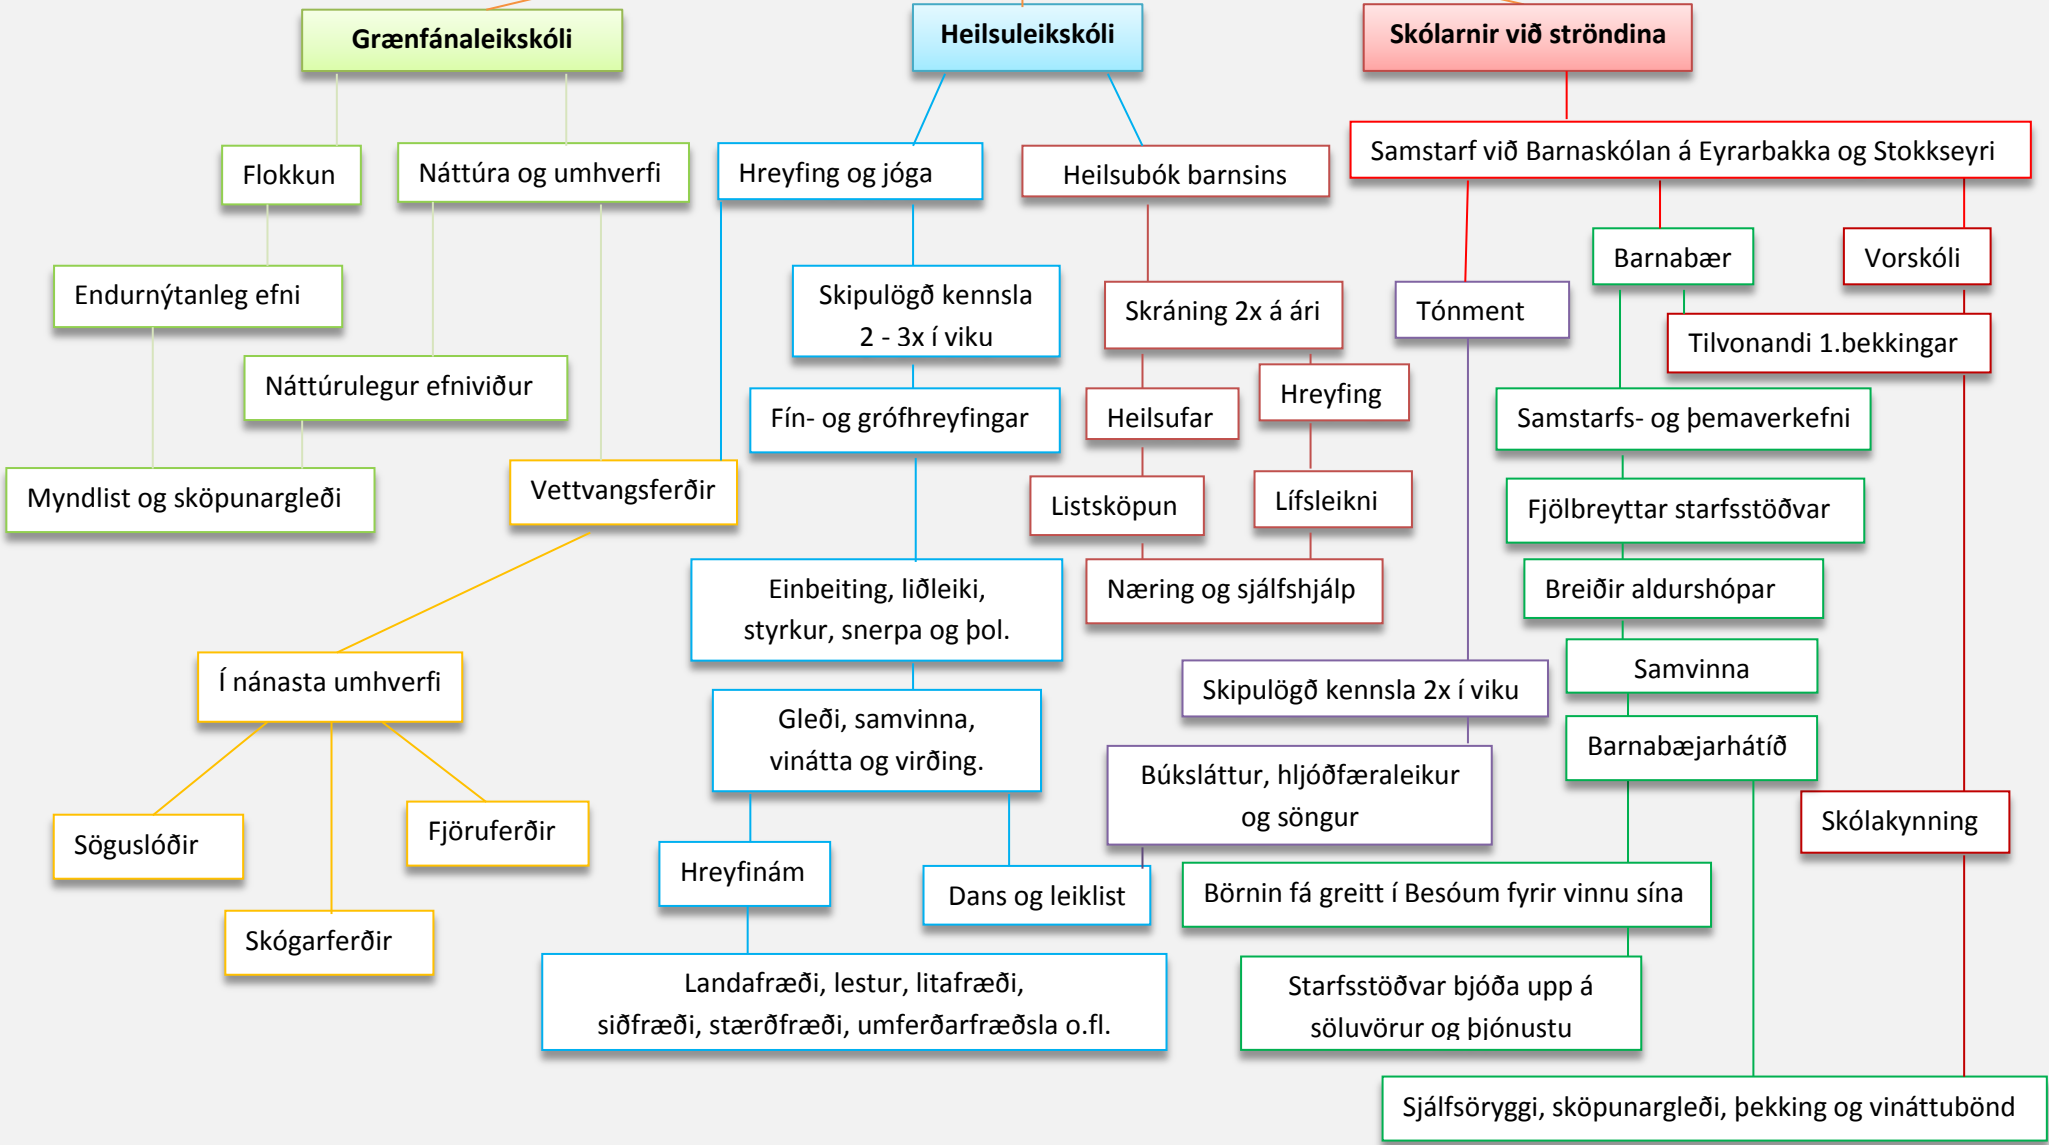 Grænfánaleikskóli
Heilsuleikskóli
Skólarnir við ströndina
Flokkun
Náttúra og umhverfi
Endurnýtanleg efni
Náttúrulegur efniviður
Myndlist og sköpunargleði
Vettvangsferðir
Í nánasta umhverfi
Söguslóðir
Fjöruferðir
Skógarferðir
Hreyfing og jóga
Heilsubók barnsins
Skipulögð kennsla
2 - 3x í viku
Fín- og grófhreyfingar
Einbeiting, liðleiki,
styrkur, snerpa og þol.
Gleði, samvinna,
vinátta og virðing.
Hreyfinám
Dans og leiklist
Landafræði, lestur, litafræði,
siðfræði, stærðfræði, umferðarfræðsla o.fl.
Skráning 2x á ári
Heilsufar
Hreyfing
Listsköpun
Lífsleikni
Næring og sjálfshjálp
Samstarf við Barnaskólan á Eyrarbakka og Stokkseyri
Tónment
Barnabær
Vorskóli
Tilvonandi 1.bekkingar
Samstarfs- og þemaverkefni
Fjölbreyttar starfsstöðvar
Breiðir aldurshópar
Samvinna
Skipulögð kennsla 2x í viku
Barnabæjarhátíð
Búksláttur, hljóðfæraleikur
og söngur
Skólakynning
Börnin fá greitt í Besóum fyrir vinnu sína
Starfsstöðvar bjóða upp á
söluvörur og þjónustu
Sjálfsöryggi, sköpunargleði, þekking og vináttubönd